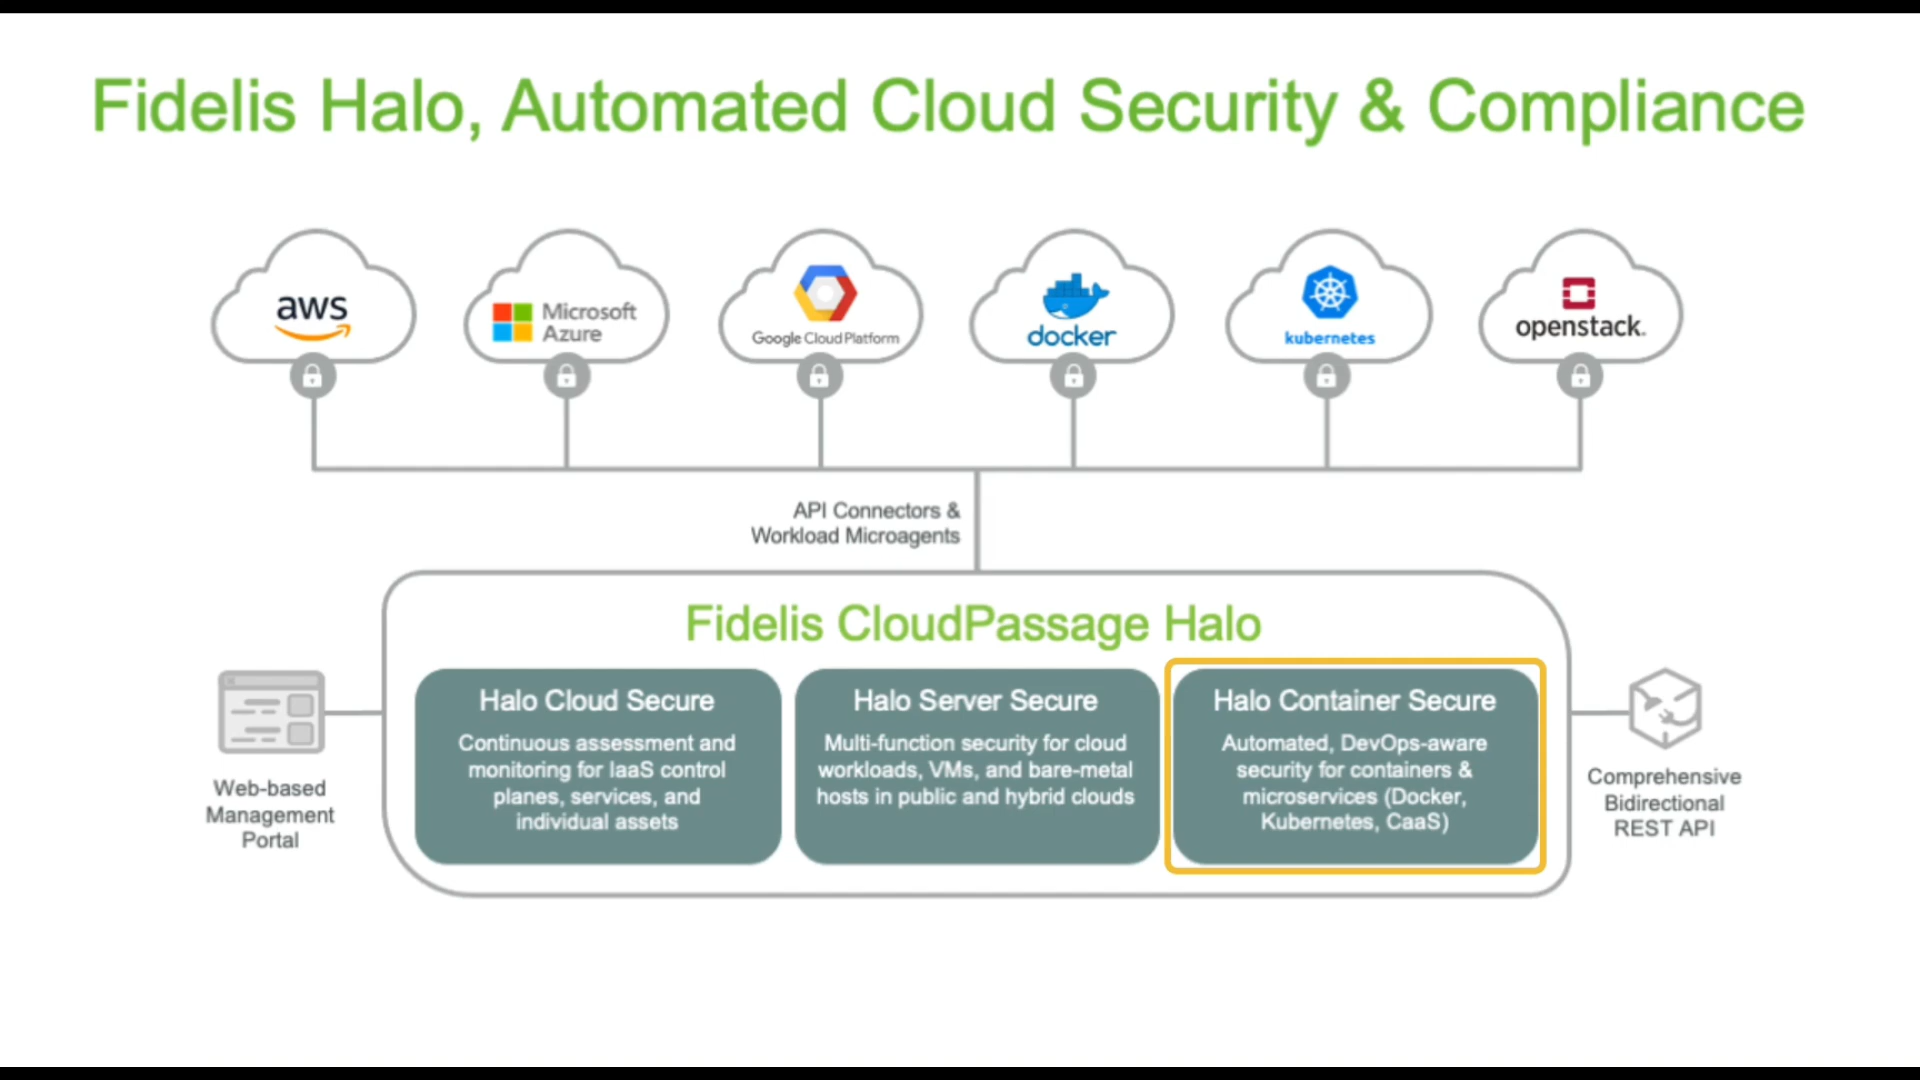 Fidelis Halo, Automated Cloud Security & Compliance
aws
Microsoft
Azure
Google Cloud Platform
docker
kubernetes
openstack.
API Connectors &
Workload Microagents
Fidelis CloudPassage Halo
Halo Cloud Secure
Continuous assessment and
monitoring for IaaS control
planes, services, and
individual assets
Halo Server Secure
Multi-function security for cloud
workloads, VMs, and bare-metal
hosts in public and hybrid clouds
Halo Container Secure
Automated, DevOps-aware
security for containers &
microservices (Docker,
Kubernetes, CaaS)
Web-based
Management
Portal
Comprehensive
Bidirectional
REST API